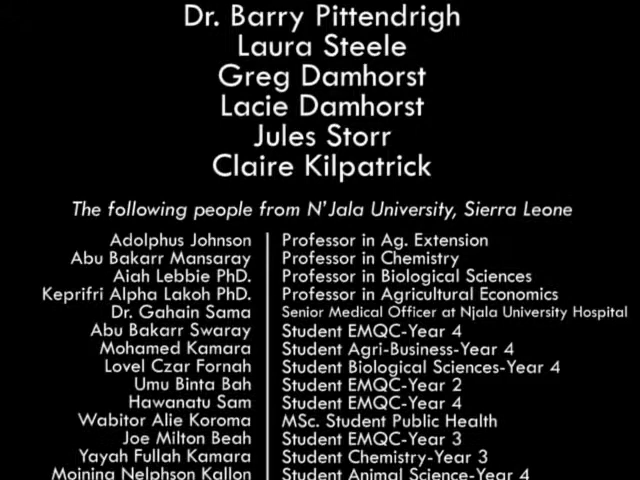 Dr. Barry Pittendrigh
Laura Steele
Greg Damhorst
Lacie Damhorst
Jules Storr
Claire Kilpatrick
The following people from N'Jala University, Sierra Leone
Adolphus Johnson Professor in Ag. Extension
Abu Bakarr Mansaray Professor in Chemistry
Aiah Lebbie PhD. Professor in Biological Sciences
Keprifri Alpha Lakoh PhD. Professor in Agricultural Economics
Dr. Gahain Sama Senior Medical Officer at Njala University Hospital
Abu Bakarr Swaray Student EMQC-Year 4
Mohamed Kamara Student Agri-Business-Year 4
Lovel Czar Fornah Student Biological Sciences-Year 4
Umu Binta Bah Student EMQC-Year 2
Hawanatu Sam Student EMQC-Year 4
Wabitor Alie Koroma MSc. Student Public Health
Joe Milton Beah Student EMQC-Year 3
Yayah Fullah Kamara Student Chemistry-Year 3
Moinina Nelphson Kallon Student Animal Science-Year 4